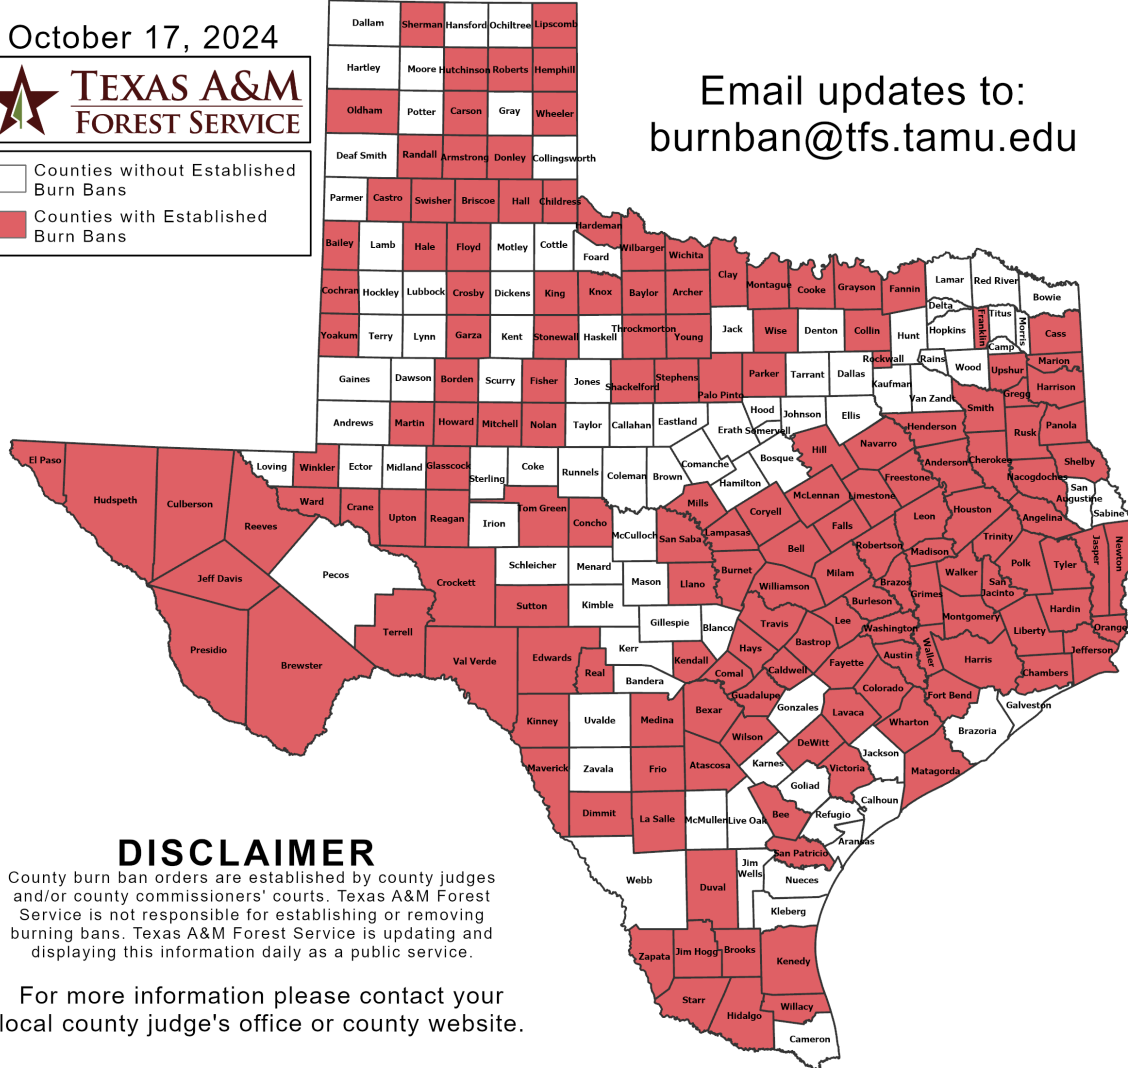 October 17, 2024
TEXAS A&M
FOREST SERVICE
Counties without Established
Burn Bans
Counties with Established
Burn Bans
Email updates to:
burnban@tfs.tamu.edu
Dallam Sherman Hansford Ochiltree Lipscomb
Hartley Moore Hutchinson Roberts Hemphill
Oldham Potter Carson Gray Wheeler
Deaf Smith Randall Armstrong Donley Collingsworth
Parmer Castro Swisher Briscoe Hall Childress
Hardeman
Bailey Lamb Hale Floyd Motley Cottle Foard Wilbarger Wichita
Clay Montague Cooke Grayson Fannin Lamar Red River Bowie
Cochran Hockley Lubbock Crosby Dickens King Knox Baylor Archer
Delta Titus Franklin Morris
Yoakum Terry Lynn Garza Kent Stonewall Haskell Throckmorton Young Jack Wise Denton Collin Hunt Hopkins Camp Cass
Rockwall Rains Wood Upshur Marion
Gaines Dawson Borden Scurry Fisher Jones Shackelford Stephens Palo Pinto Parker Tarrant Dallas Kaufman Van Zandt Gregg Harrison
Andrews Martin Howard Mitchell Nolan Taylor Callahan Eastland Erath Hood Somervell Johnson Ellis Henderson Smith Rusk Panola
El Paso Hudspeth Culberson Reeves Loving Winkler Ector Midland Glasscock Sterling Coke Runnels Coleman Brown Comanche Hamilton Bosque Hill Navarro Anderson Cherokee Nacogdoches Shelby
Ward Crane Upton Reagan Irion Tom Green Concho McCulloch San Saba Mills Lampasas Coryell McLennan Limestone Freestone Leon Houston Angelina San Augustine Sabine
Jeff Davis Pecos Crockett Schleicher Menard Mason Llano Burnet Bell Falls Robertson Madison Trinity Polk Tyler Jasper Newton
Presidio Brewster Terrell Val Verde Sutton Kimble Gillespie Blanco Williamson Milam Brazos Grimes Walker San Jacinto Hardin Orange
Travis Burleson Lee Washington Montgomery Liberty Jefferson
Edwards Real Kerr Bandera Kendall Comal Hays Caldwell Bastrop Fayette Austin Waller Harris Chambers
Kinney Uvalde Medina Bexar Guadalupe Gonzales Lavaca Colorado Wharton Fort Bend Brazoria Galveston
Maverick Zavala Frio Atascosa Wilson Karnes DeWitt Victoria Jackson Matagorda
Dimmit La Salle McMullen Live Oak Bee Goliad Refugio Calhoun Aransas
Webb Duval Jim Wells San Patricio Nueces
Kleberg
Zapata Jim Hogg Brooks Kenedy
Starr Hidalgo Willacy
Cameron
DISCLAIMER
County burn ban orders are established by county judges
and/or county commissioners' courts. Texas A&M Forest
Service is not responsible for establishing or removing
burning bans. Texas A&M Forest Service is updating and
displaying this information daily as a public service.
For more information please contact your
local county judge's office or county website.